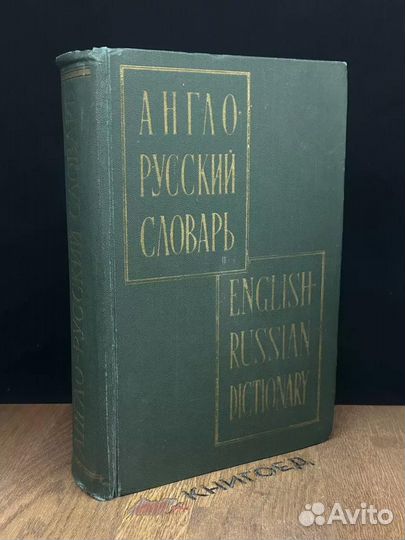 АНГЛО-
РУССКИЙ
СЛОВАРЬ
ENGLISH-
RUSSIAN
DICTIONARY
АНГЛО-РУССКИЙ СЛОВАРЬ
КНИГОЕД
Avito